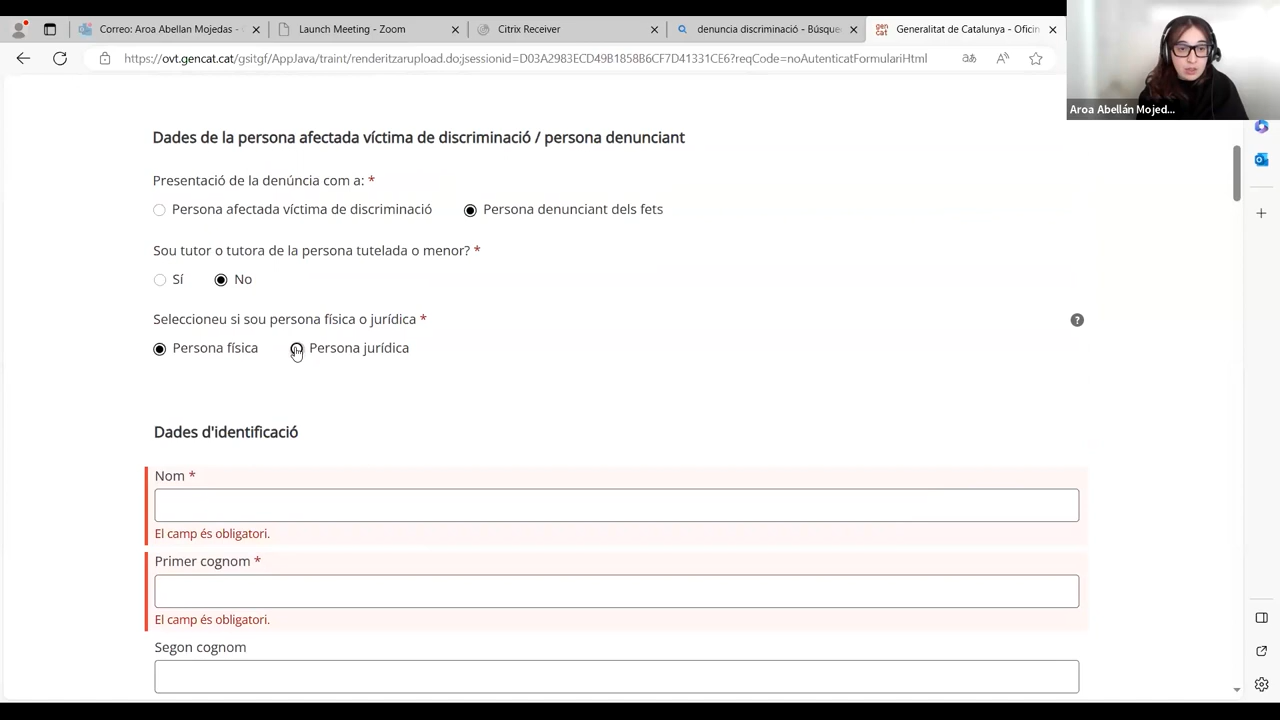 Correo: Aroa Abellan Mojedas -
Launch Meeting - Zoom
Citrix Receiver
denuncia discriminació - Búsque
gen
cat
Generalitat de Catalunya - Oficin
https://ovt.gencat.cat/gsitgf/AppJava/traint/renderitzarupload.do;jsessionid=D03A2983ECD49B1858B6CF7D41331CE6?reqCode=noAutenticatFormulariHtml
Aroa Abellán Mojed...
Dades de la persona afectada víctima de discriminació / persona denunciant
Presentació de la denúncia com a: *
Persona afectada víctima de discriminació
Persona denunciant dels fets
Sou tutor o tutora de la persona tutelada o menor? *
Sí
No
Seleccioneu si sou persona física o jurídica *
?
Persona física
Persona jurídica
Dades d'identificació
Nom *
El camp és obligatori.
Primer cognom *
El camp és obligatori.
Segon cognom